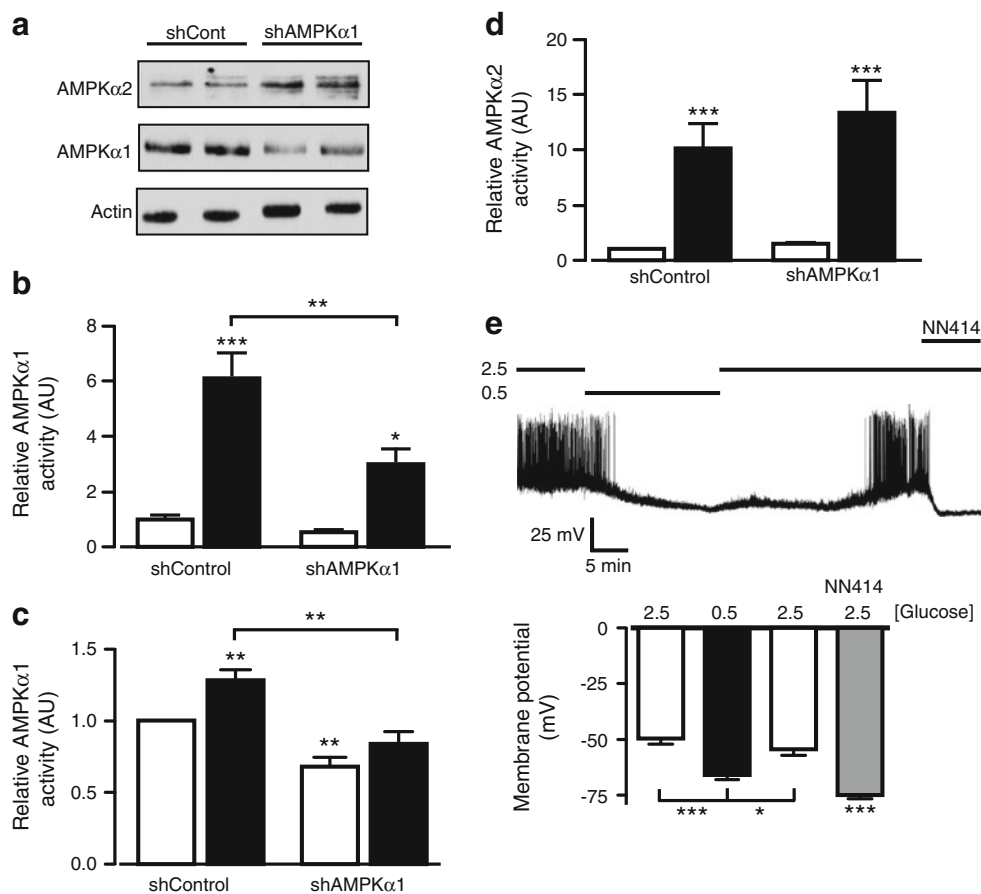 a
shCont shAMPKα1
AMPKα2
AMPKα1
Actin
b
Relative AMPKα1
activity (AU)
8
6
4
2
0
**
***
*
shControl shAMPKα1
c
Relative AMPKα1
activity (AU)
1.5
1.0
0.5
0.0
**
**
**
shControl shAMPKα1
d
Relative AMPKα2
activity (AU)
20
15
10
5
0
***
***
shControl shAMPKα1
e
NN414
2.5
0.5
25 mV
5 min
NN414
2.5 0.5 2.5 2.5 [Glucose]
Membrane potential
(mV)
0
-25
-50
-75
*** * ***